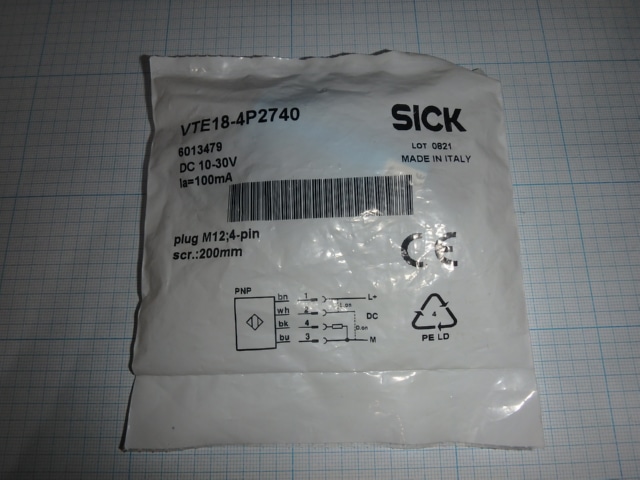 VTE18-4P2740
SICK
6013479
DC 10-30V
Ia=100mA
LOT 0821
MADE IN ITALY
plug M12;4-pin
scr.:200mm
CE
PNP
bn 1 L+
L.on
wh 2 DC
bk 4 D.on
bu 3 M
4
PE LD